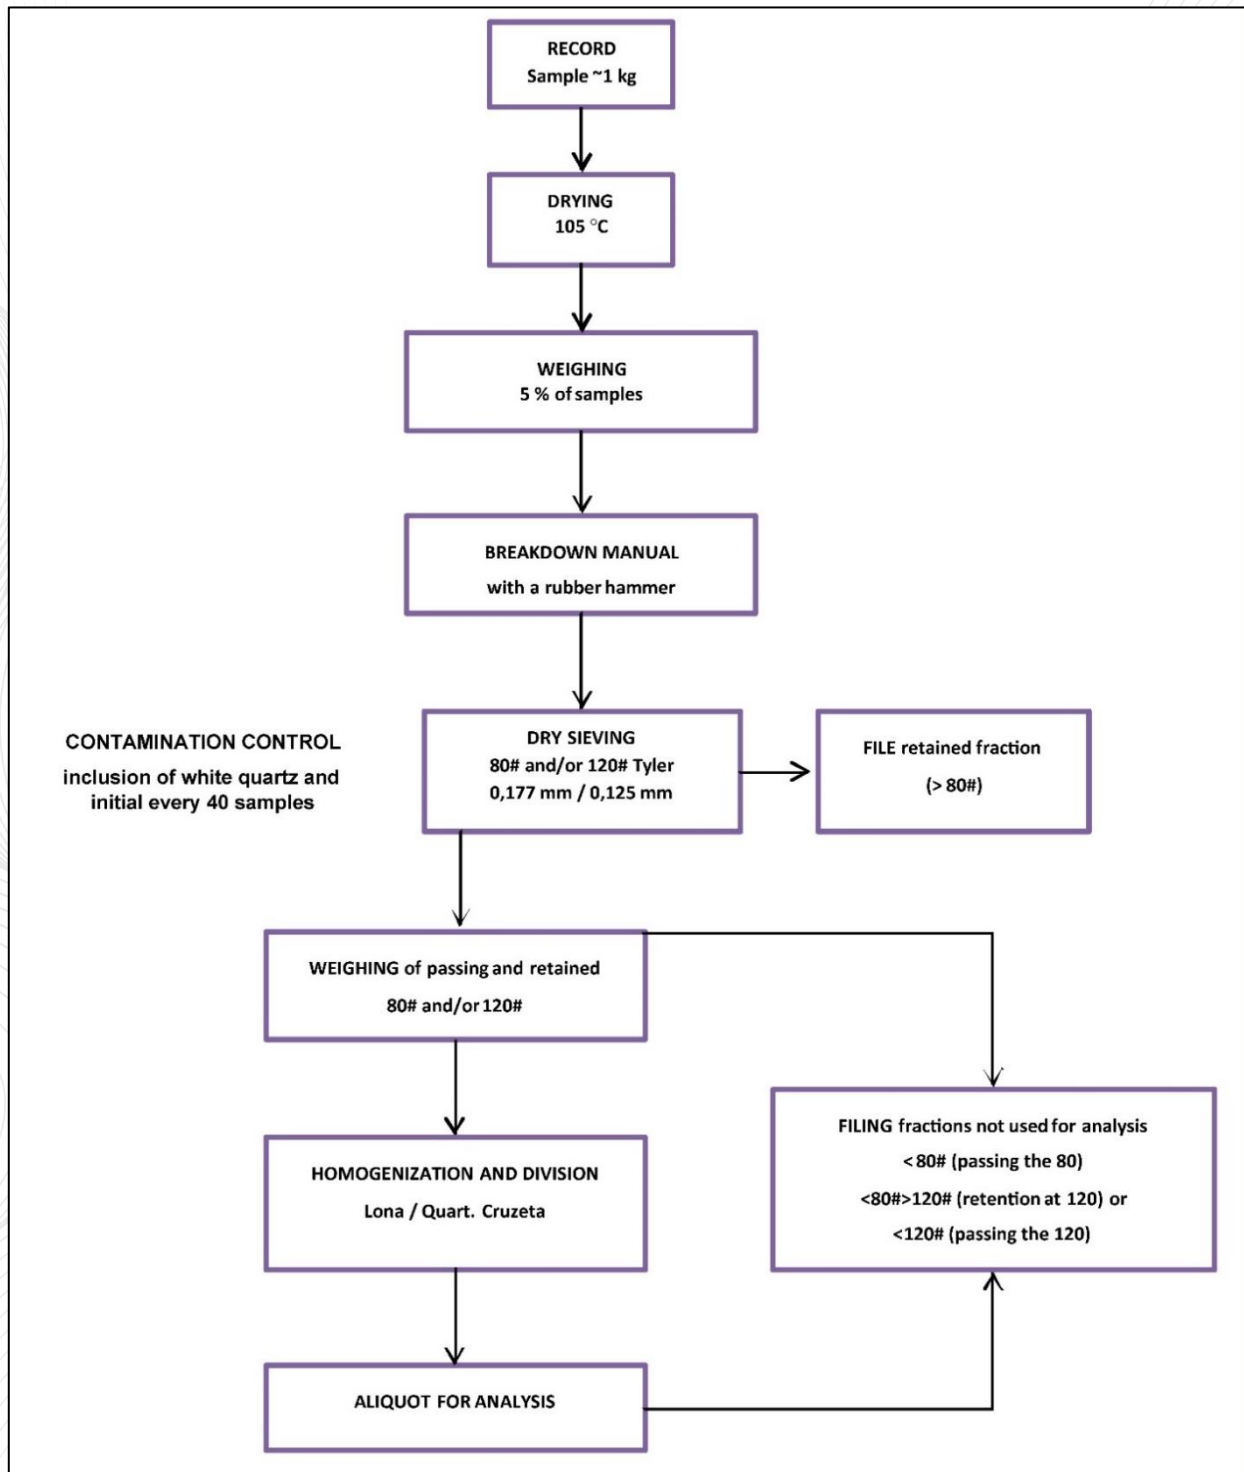 RECORD
Sample ~1 kg
DRYING
105 °C
WEIGHING
5 % of samples
BREAKDOWN MANUAL
with a rubber hammer
CONTAMINATION CONTROL
inclusion of white quartz and
initial every 40 samples
DRY SIEVING
80# and/or 120# Tyler
0,177 mm / 0,125 mm
FILE retained fraction
(> 80#)
WEIGHING of passing and retained
80# and/or 120#
HOMOGENIZATION AND DIVISION
Lona / Quart. Cruzeta
FILING fractions not used for analysis
<80# (passing the 80)
<80#>120# (retention at 120) or
<120# (passing the 120)
ALIQUOT FOR ANALYSIS